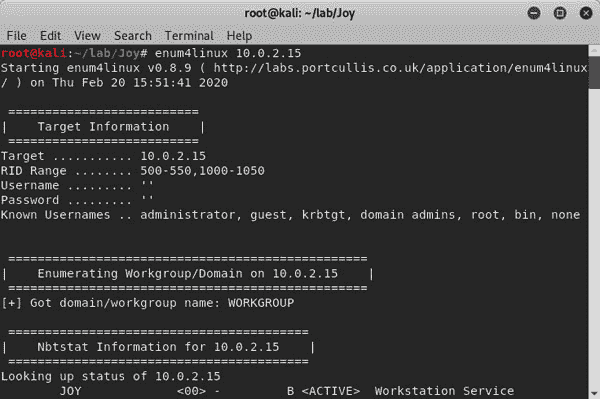 root@kali: ~/lab/Joy
File Edit View Search Terminal Help
root@kali:~/lab/Joy# enum4linux 10.0.2.15
Starting enum4linux v0.8.9 ( http://labs.portcullis.co.uk/application/enum4linux
/ ) on Thu Feb 20 15:51:41 2020
==========================
| Target Information |
==========================
Target ........... 10.0.2.15
RID Range ........ 500-550,1000-1050
Username ......... ''
Password ......... ''
Known Usernames .. administrator, guest, krbtgt, domain admins, root, bin, none
=================================================
| Enumerating Workgroup/Domain on 10.0.2.15 |
=================================================
[+] Got domain/workgroup name: WORKGROUP
=========================================
| Nbtstat Information for 10.0.2.15 |
=========================================
Looking up status of 10.0.2.15
JOY <00> - B <ACTIVE> Workstation Service